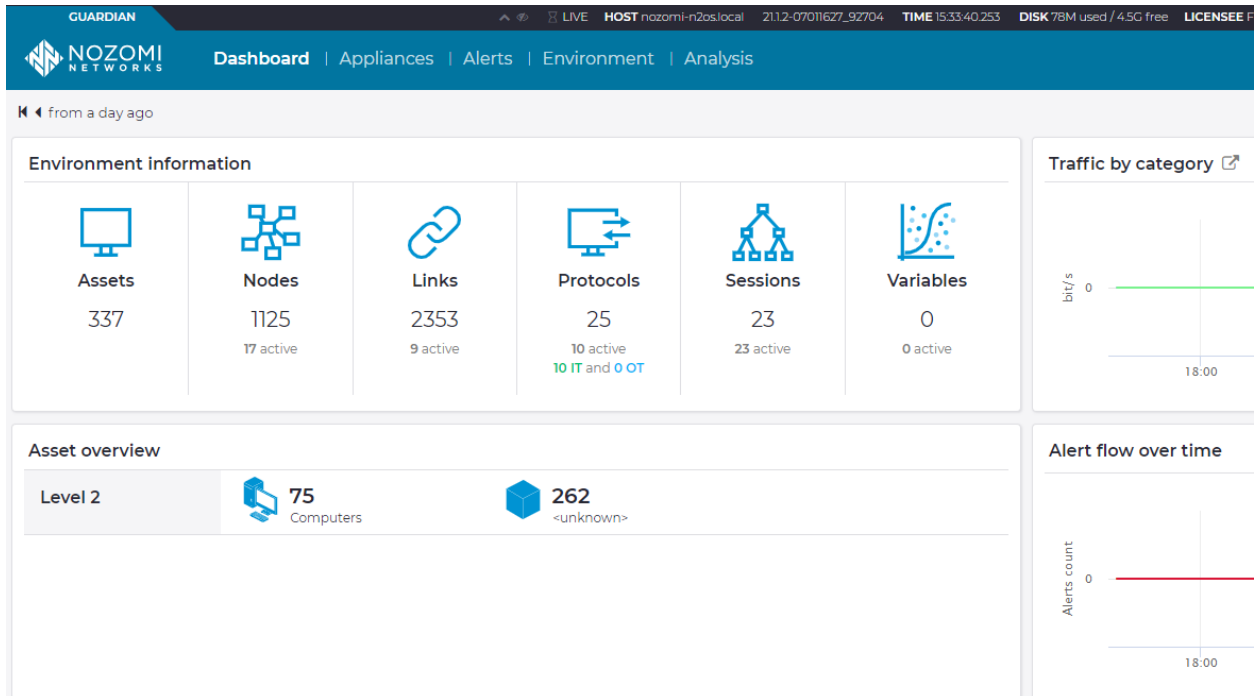 GUARDIAN
LIVE HOST nozomi-n2os.local 21.1.2-07011627_92704 TIME 15:33:40.253 DISK 78M used / 4.5G free LICENSEE F
NOZOMI
NETWORKS
Dashboard | Appliances | Alerts | Environment | Analysis
from a day ago
Environment information
Assets
337
Nodes
1125
17 active
Links
2353
9 active
Protocols
25
10 active
10 IT and 0 OT
Sessions
23
23 active
Variables
0
0 active
Traffic by category
bit/s
0
18:00
Asset overview
Level 2
75
Computers
262
<unknown>
Alert flow over time
Alerts count
0
18:00